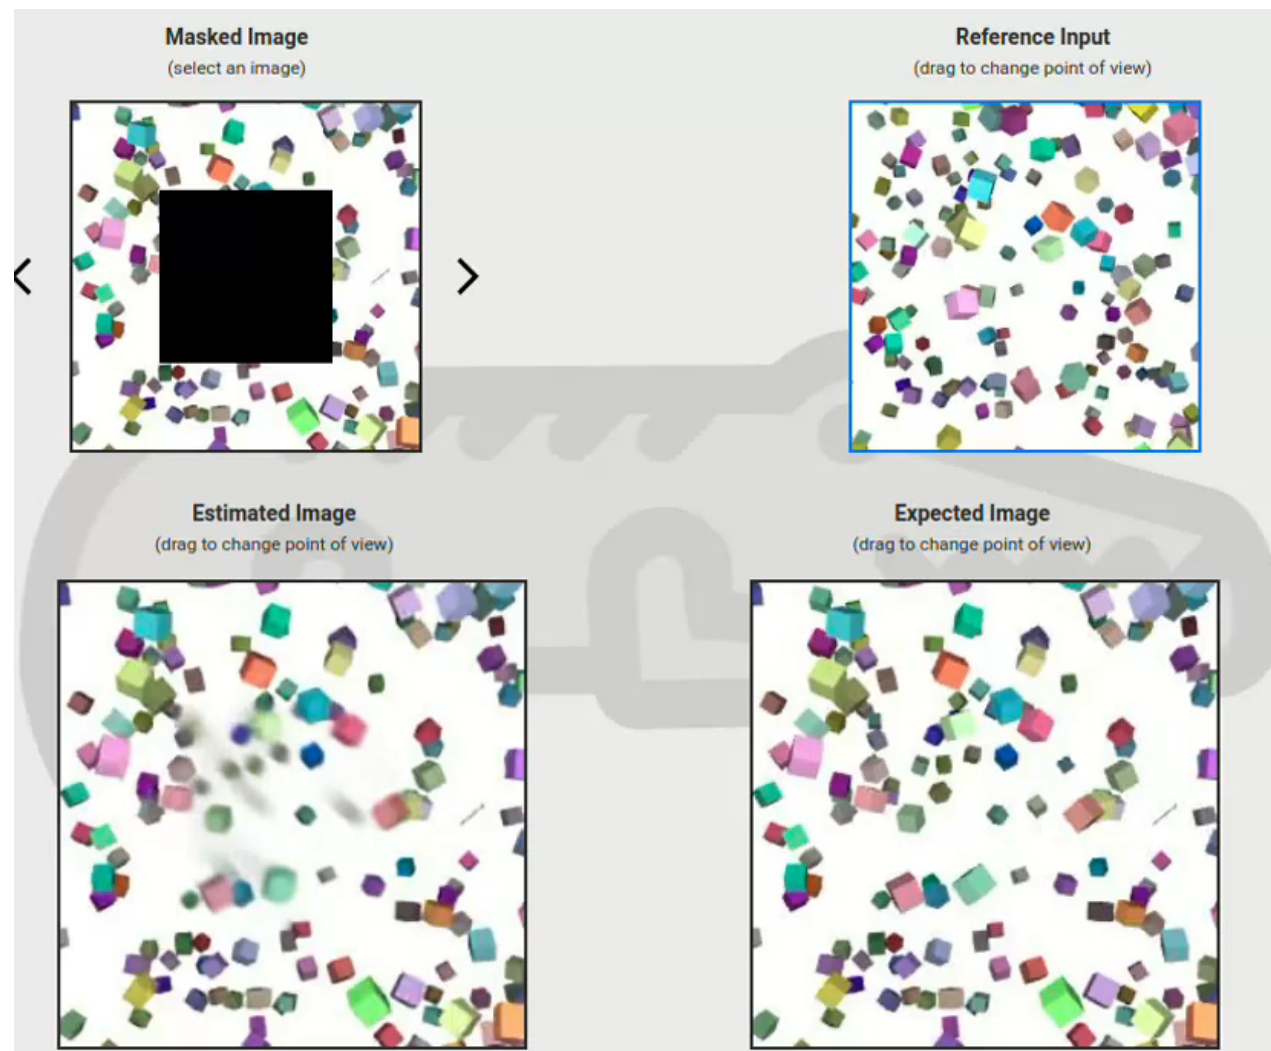 Masked Image
(select an image)
Reference Input
(drag to change point of view)
Estimated Image
(drag to change point of view)
Expected Image
(drag to change point of view)